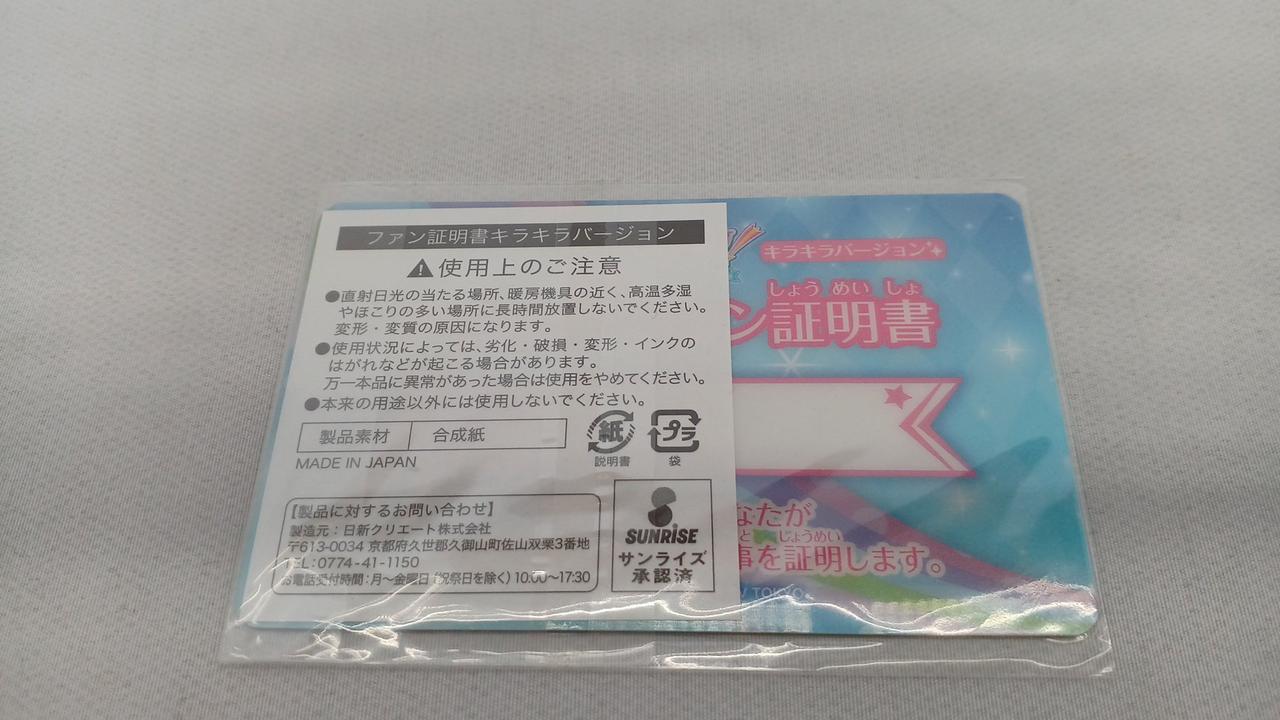 ファン証明書キラキラバージョン
使用上のご注意
●直射日光の当たる場所、暖房機具の近く、高温多湿
やほこりの多い場所に長時間放置しないでください。
変形・変質の原因になります。
●使用状況によっては、劣化・破損・変形・インクの
はがれなどが起こる場合があります。
万一本品に異常があった場合は使用をやめてください。
●本来の用途以外には使用しないでください。
製品素材 合成紙
MADE IN JAPAN
紙
説明書
プラ
袋
【製品に対するお問い合わせ】
製造元：日新クリエート株式会社
〒613-0034 京都府久世郡久御山町佐山双栗3番地
TEL：0774-41-1150
お電話受付時間：月〜金曜日（祝祭日を除く）10:00〜17:30
SUNRISE
サンライズ
承認済
キラキラバージョン
しょう めい しょ
ン証明書
なたが
と じょうめい
事を証明します。
TOKYO